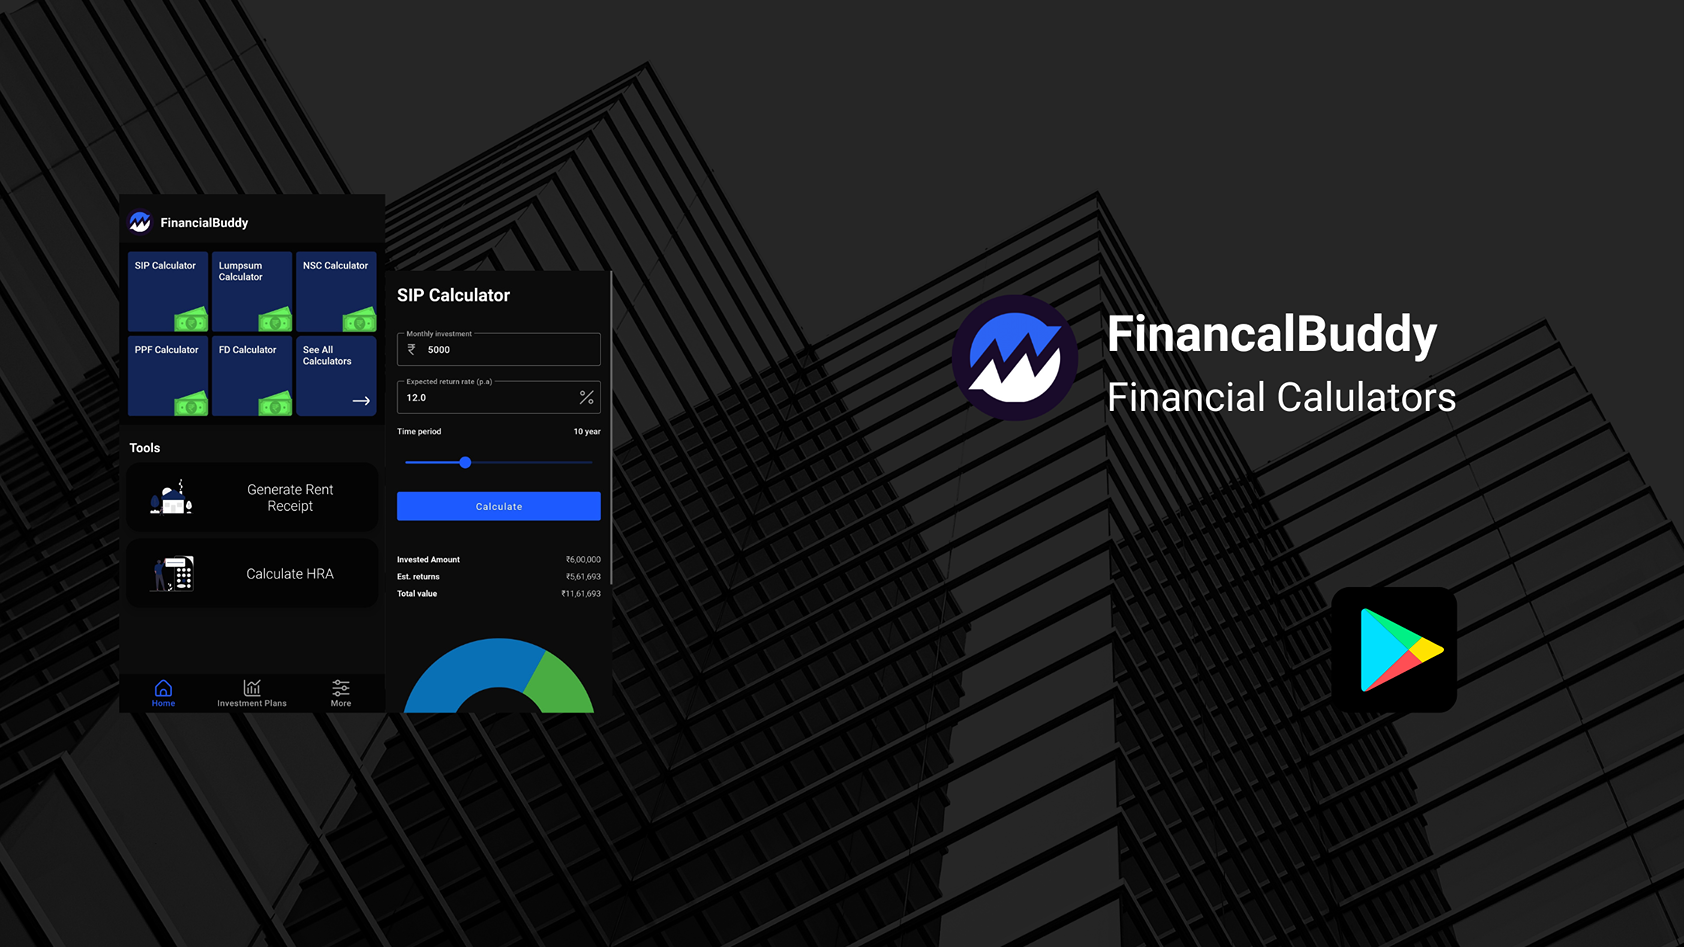 FinancialBuddy
SIP Calculator
Lumpsum
Calculator
NSC Calculator
PPF Calculator
FD Calculator
See All
Calculators
Tools
Generate Rent
Receipt
Calculate HRA
Home
Investment Plans
More
SIP Calculator
Monthly investment
₹ 5000
Expected return rate (p.a)
12.0 %
Time period 10 year
Calculate
Invested Amount ₹6,00,000
Est. returns ₹5,61,693
Total value ₹11,61,693
FinancalBuddy
Financial Calulators